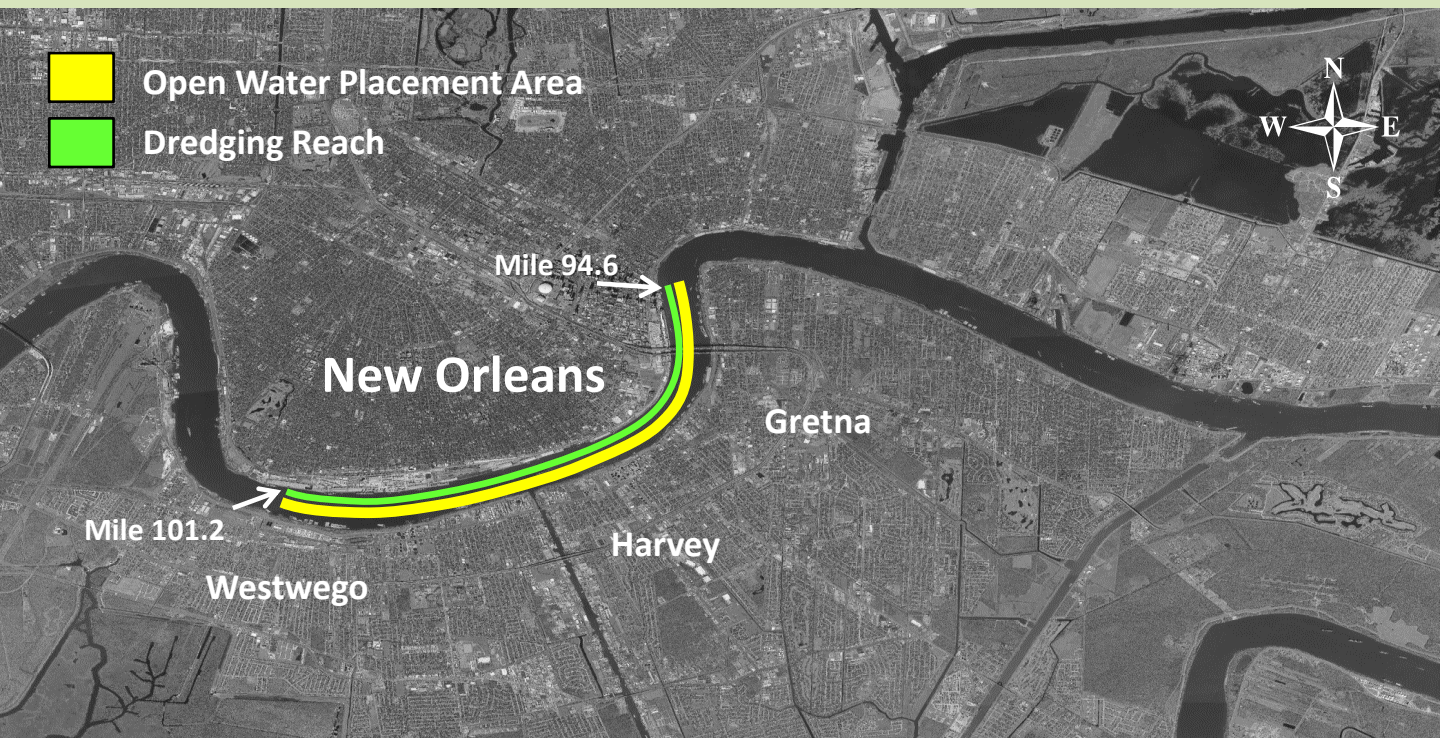 Open Water Placement Area
Dredging Reach
N
W E
S
Mile 94.6
New Orleans
Gretna
Mile 101.2
Harvey
Westwego